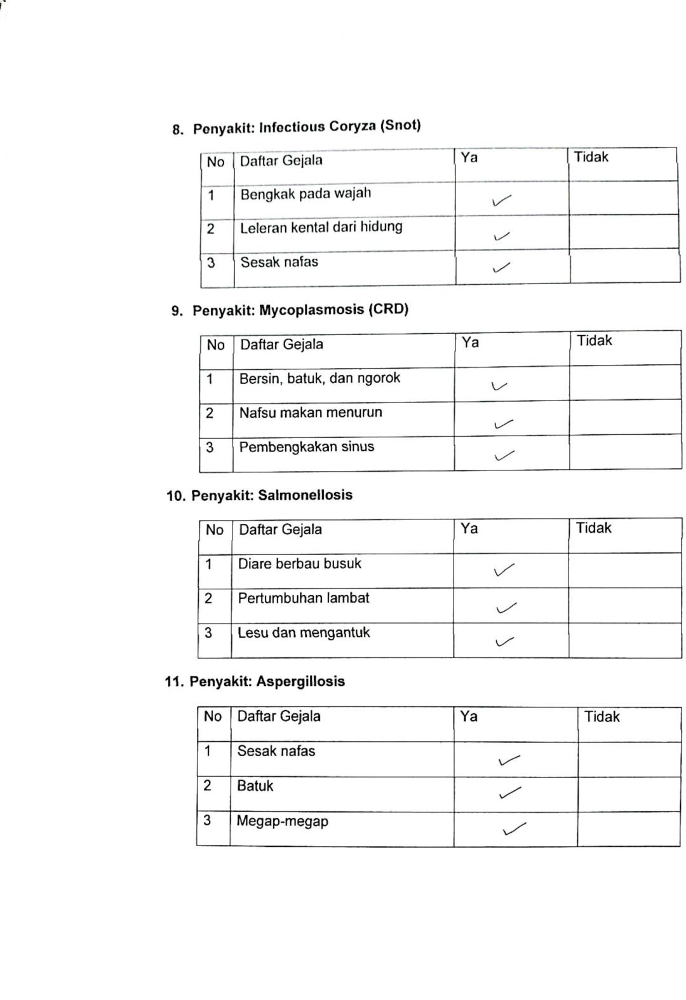 8. Penyakit: Infectious Coryza (Snot)
No Daftar Gejala Ya Tidak
1 Bengkak pada wajah ✓
2 Leleran kental dari hidung ✓
3 Sesak nafas ✓
9. Penyakit: Mycoplasmosis (CRD)
No Daftar Gejala Ya Tidak
1 Bersin, batuk, dan ngorok ✓
2 Nafsu makan menurun ✓
3 Pembengkakan sinus ✓
10. Penyakit: Salmonellosis
No Daftar Gejala Ya Tidak
1 Diare berbau busuk ✓
2 Pertumbuhan lambat ✓
3 Lesu dan mengantuk ✓
11. Penyakit: Aspergillosis
No Daftar Gejala Ya Tidak
1 Sesak nafas ✓
2 Batuk ✓
3 Megap-megap ✓